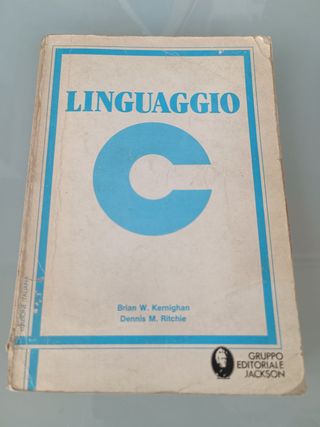 LINGUAGGIO
C
Brian W. Kernighan
Dennis M. Ritchie
GRUPPO
EDITORIALE
JACKSON